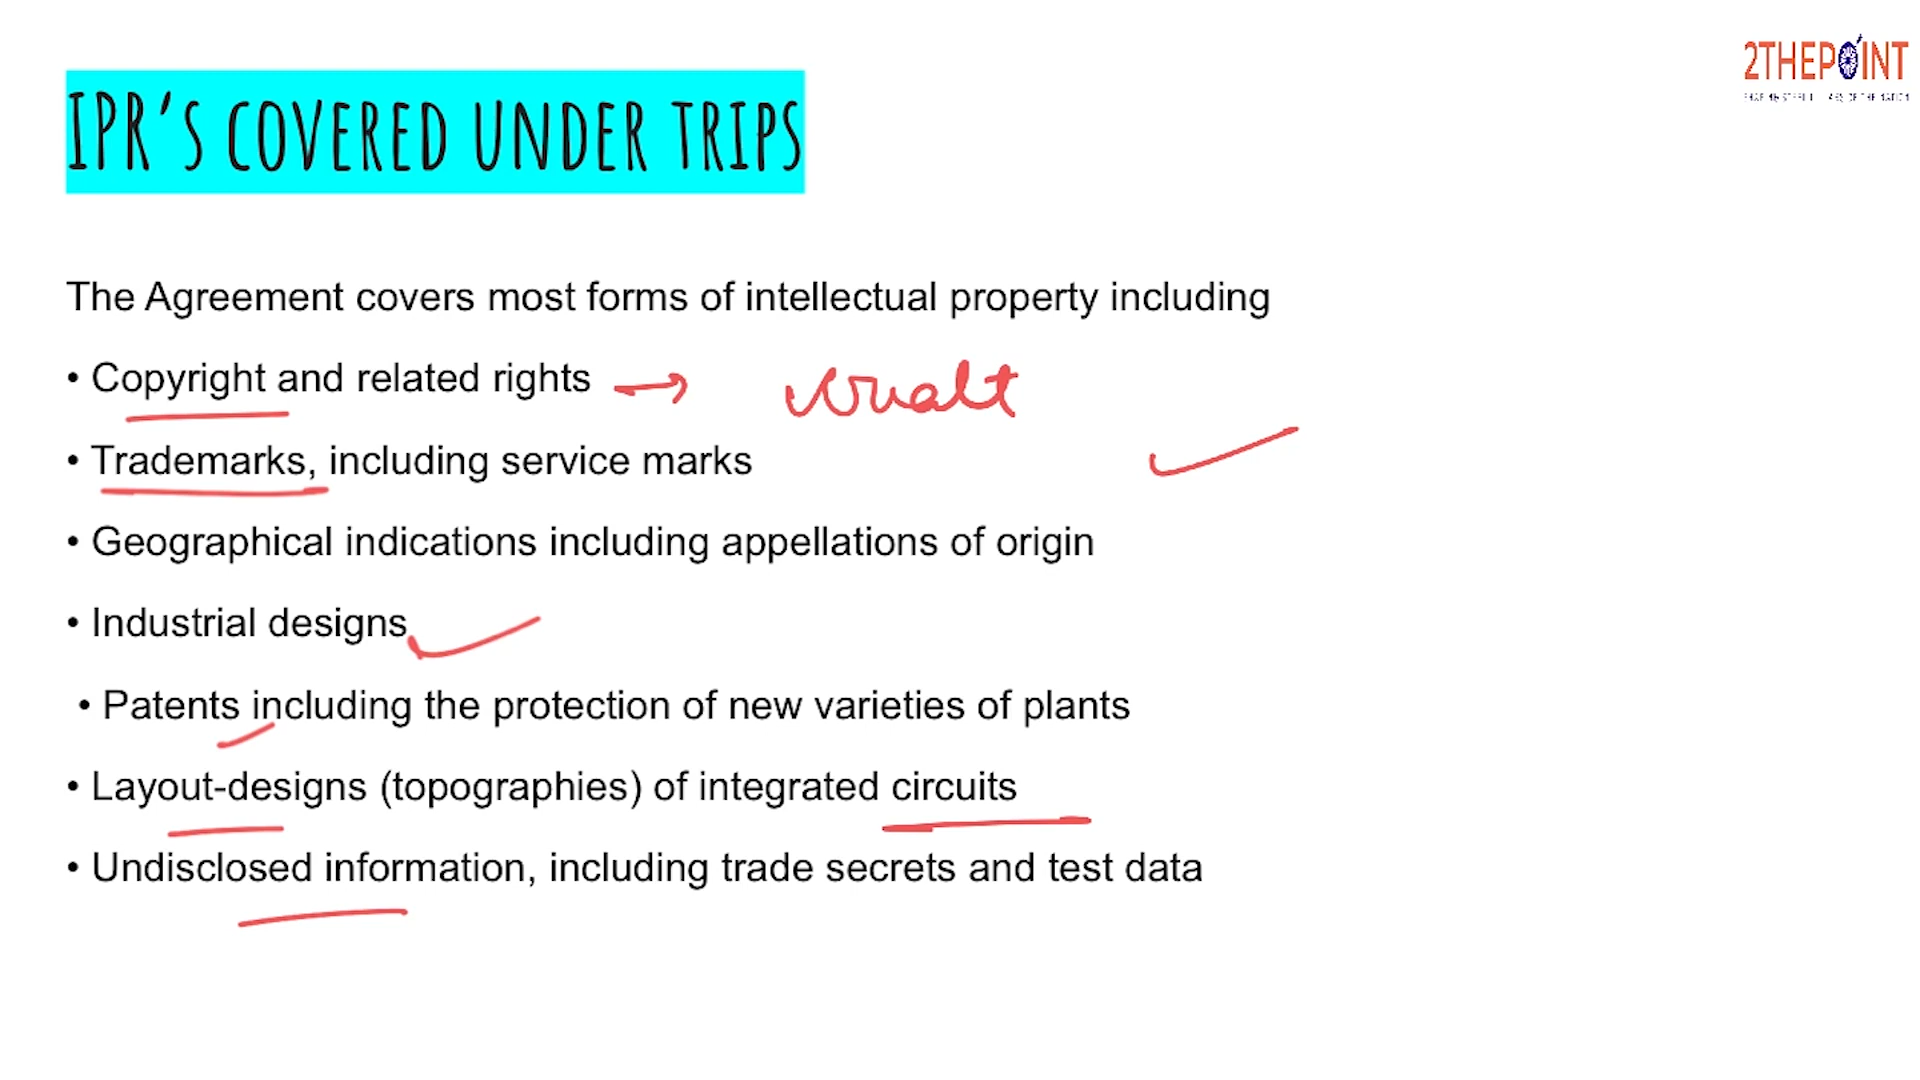 2THEPOINT
IPR's COVERED UNDER TRIPS
The Agreement covers most forms of intellectual property including
• Copyright and related rights →
• Trademarks, including service marks
• Geographical indications including appellations of origin
• Industrial designs
• Patents including the protection of new varieties of plants
• Layout-designs (topographies) of integrated circuits
• Undisclosed information, including trade secrets and test data